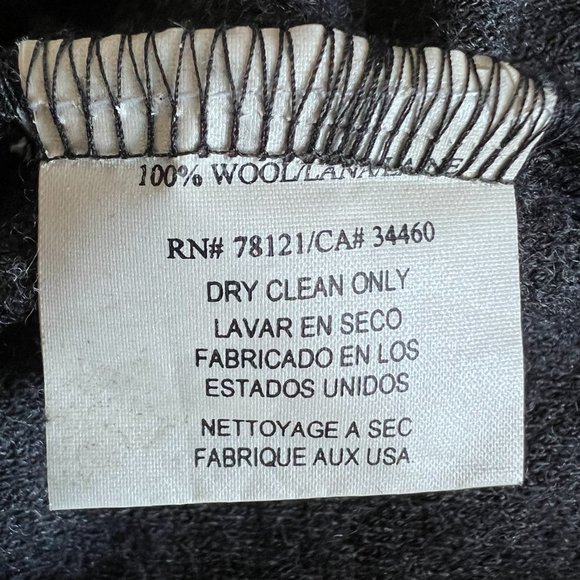 100% WOOL/LANA/LAINE
RN# 78121/CA# 34460
DRY CLEAN ONLY
LAVAR EN SECO
FABRICADO EN LOS
ESTADOS UNIDOS
NETTOYAGE A SEC
FABRIQUE AUX USA